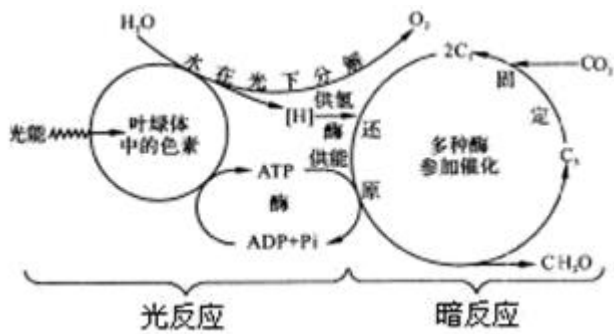 H₂O
O₂
水在光下分解
2C₃
CO₂
固定
[H]
供氢
酶
还原
光能
叶绿体
中的色素
多种酶
参加催化
C₅
ATP
供能
酶
ADP+Pi
CH₂O
光反应
暗反应